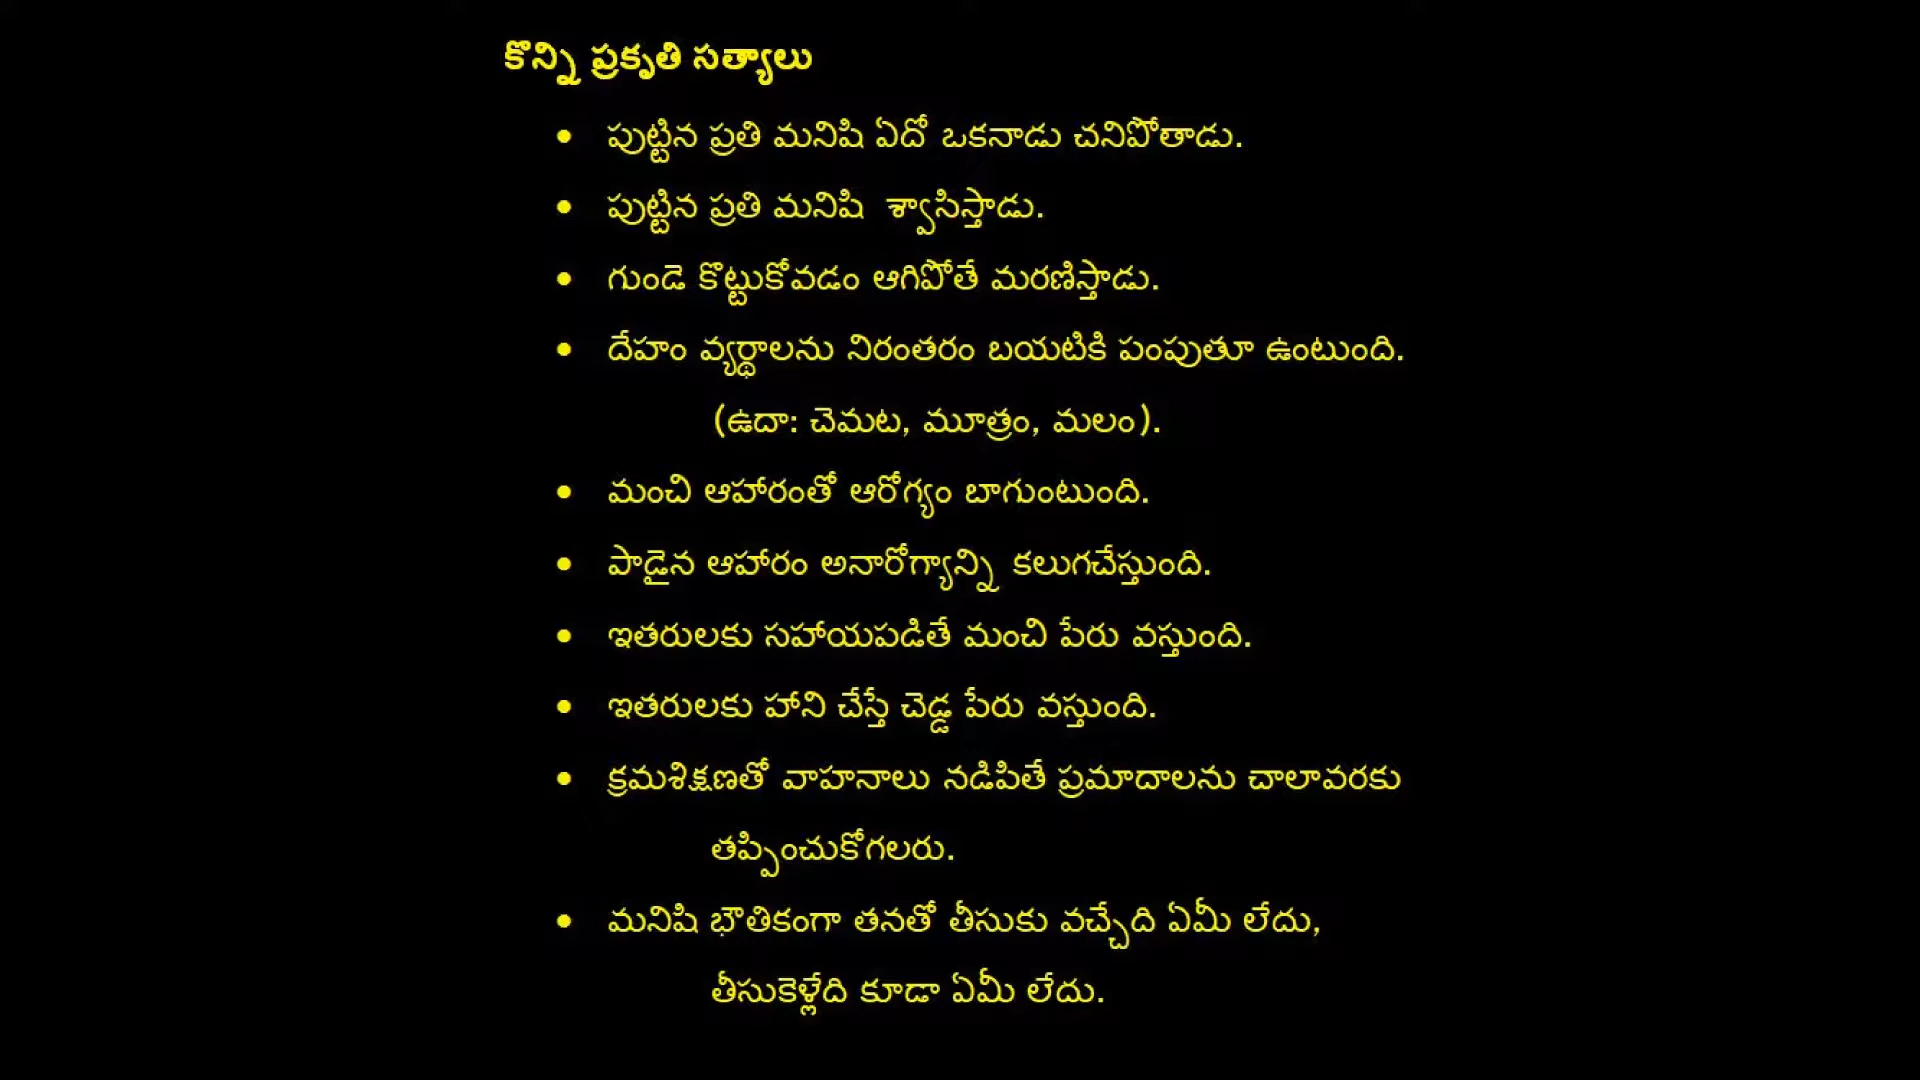 కొన్ని ప్రకృతి సత్యాలు
• పుట్టిన ప్రతి మనిషి ఏదో ఒకనాడు చనిపోతాడు.
• పుట్టిన ప్రతి మనిషి శ్వాసిస్తాడు.
• గుండె కొట్టుకోవడం ఆగిపోతే మరణిస్తాడు.
• దేహం వ్యర్థాలను నిరంతరం బయటికి పంపుతూ ఉంటుంది.
(ఉదా: చెమట, మూత్రం, మలం).
• మంచి ఆహారంతో ఆరోగ్యం బాగుంటుంది.
• పాడైన ఆహారం అనారోగ్యాన్ని కలుగచేస్తుంది.
• ఇతరులకు సహాయపడితే మంచి పేరు వస్తుంది.
• ఇతరులకు హాని చేస్తే చెడ్డ పేరు వస్తుంది.
• క్రమశిక్షణతో వాహనాలు నడిపితే ప్రమాదాలను చాలావరకు
తప్పించుకోగలరు.
• మనిషి భౌతికంగా తనతో తీసుకు వచ్చేది ఏమీ లేదు,
తీసుకెళ్లేది కూడా ఏమీ లేదు.